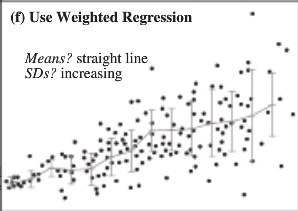 (f) Use Weighted Regression
Means? straight line
SDs? increasing